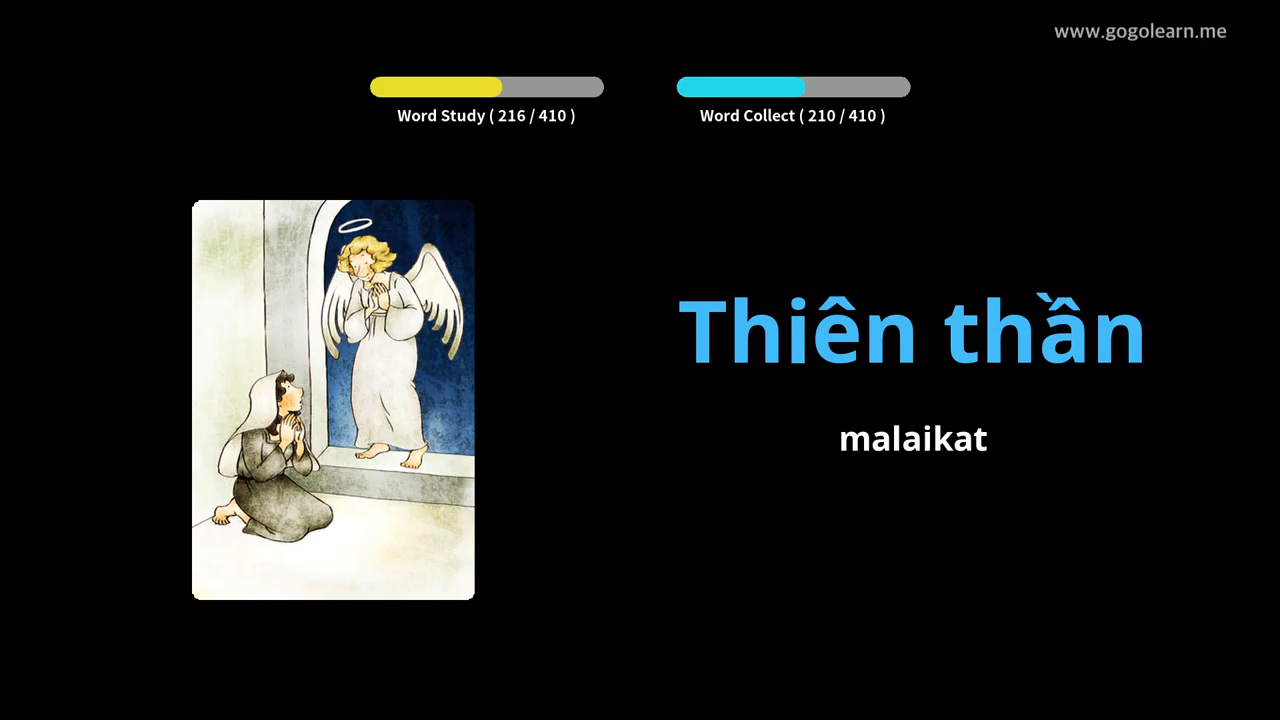 www.gogolearn.me
Word Study ( 216 / 410 )
Word Collect ( 210 / 410 )
Thiên thần
malaikat